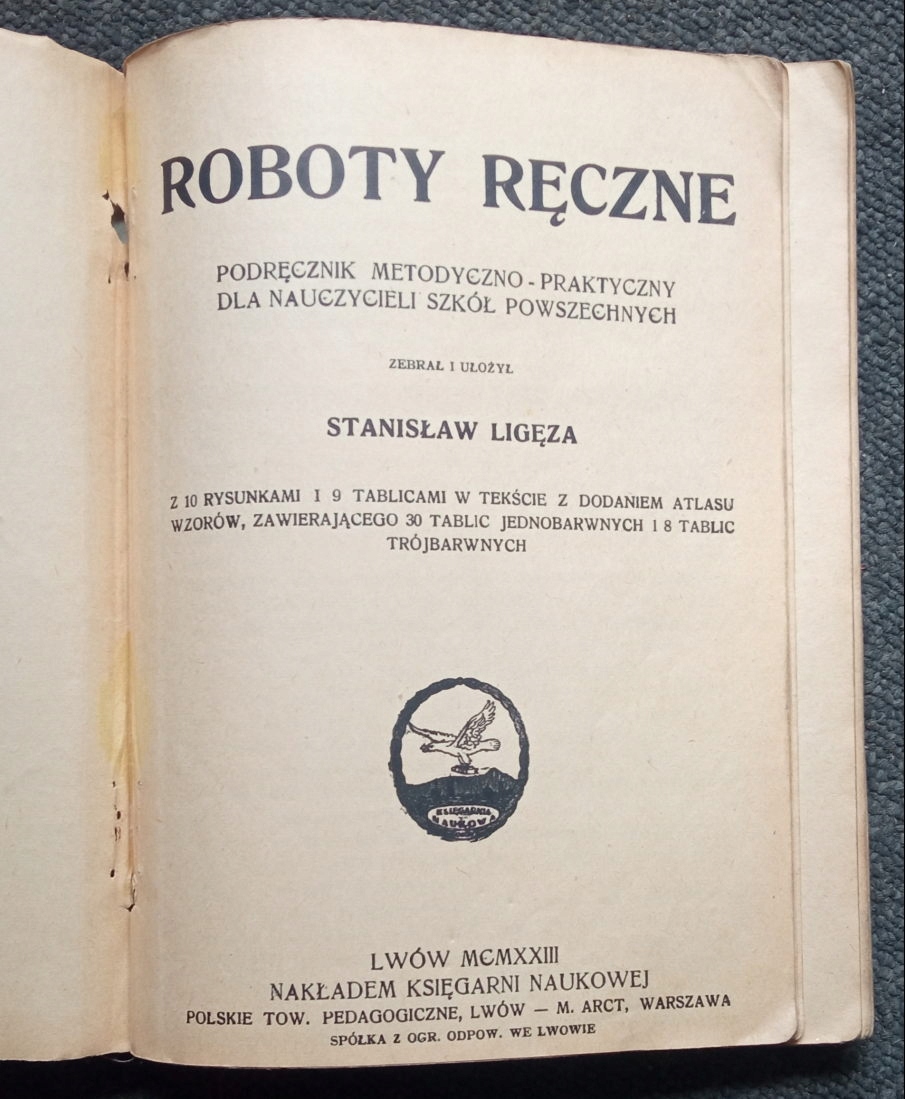 ROBOTY RĘCZNE
PODRĘCZNIK METODYCZNO - PRAKTYCZNY
DLA NAUCZYCIELI SZKÓŁ POWSZECHNYCH
ZEBRAŁ I UŁOŻYŁ
STANISŁAW LIGĘZA
Z 10 RYSUNKAMI I 9 TABLICAMI W TEKŚCIE Z DODANIEM ATLASU
WZORÓW, ZAWIERAJĄCEGO 30 TABLIC JEDNOBARWNYCH I 8 TABLIC
TRÓJBARWNYCH
KSIĘGARNIA
NAUKOWA
LWÓW MCMXXIII
NAKŁADEM KSIĘGARNI NAUKOWEJ
POLSKIE TOW. PEDAGOGICZNE, LWÓW — M. ARCT, WARSZAWA
SPÓŁKA Z OGR. ODPOW. WE LWOWIE